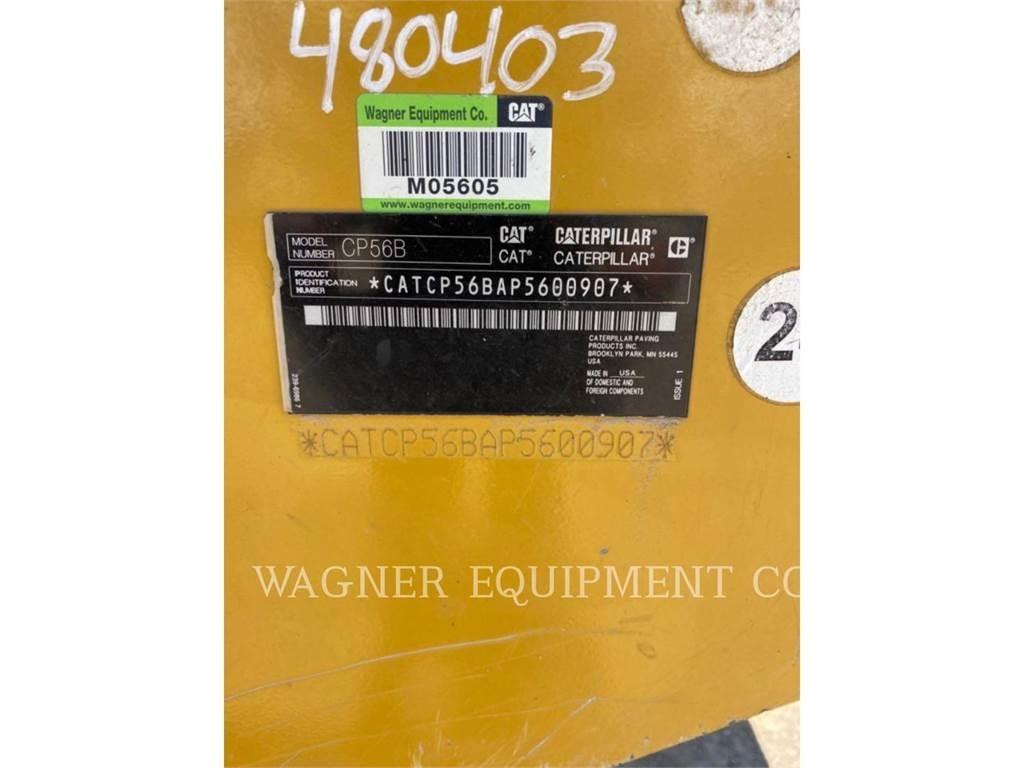 480403
Wagner Equipment Co. CAT®
M05605
www.wagnerequipment.com
MODEL NUMBER CP56B
CAT® CATERPILLAR®
CAT® CATERPILLAR®
PRODUCT IDENTIFICATION NUMBER *CATCP56BAP5600907*
CATERPILLAR PAVING
PRODUCTS INC.
BROOKLYN PARK, MN 55445
USA
MADE IN USA
OF DOMESTIC AND
FOREIGN COMPONENTS
ISSUE 1
2
*CATCP56BAP5600907*
WAGNER EQUIPMENT CO